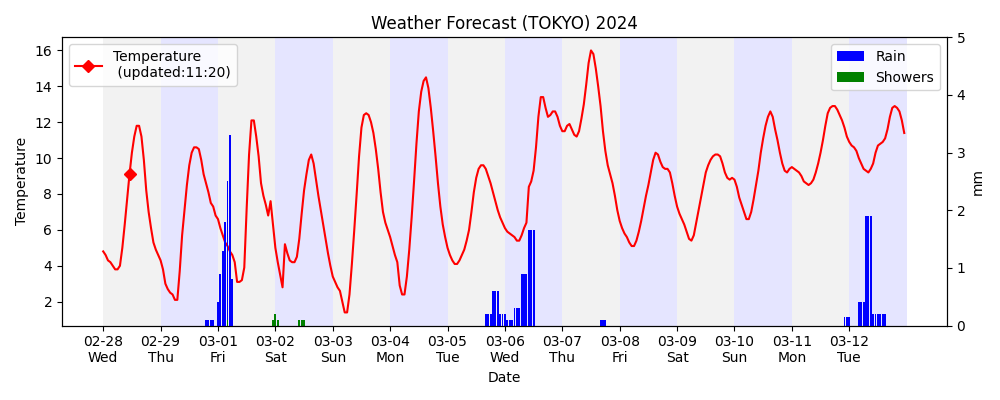 Weather Forecast (TOKYO) 2024
Temperature
(updated:11:20)
Rain
Showers
16
14
12
10
8
6
4
2
Temperature
5
4
3
2
1
0
mm
02-28 02-29 03-01 03-02 03-03 03-04 03-05 03-06 03-07 03-08 03-09 03-10 03-11 03-12
Wed Thu Fri Sat Sun Mon Tue Wed Thu Fri Sat Sun Mon Tue
Date